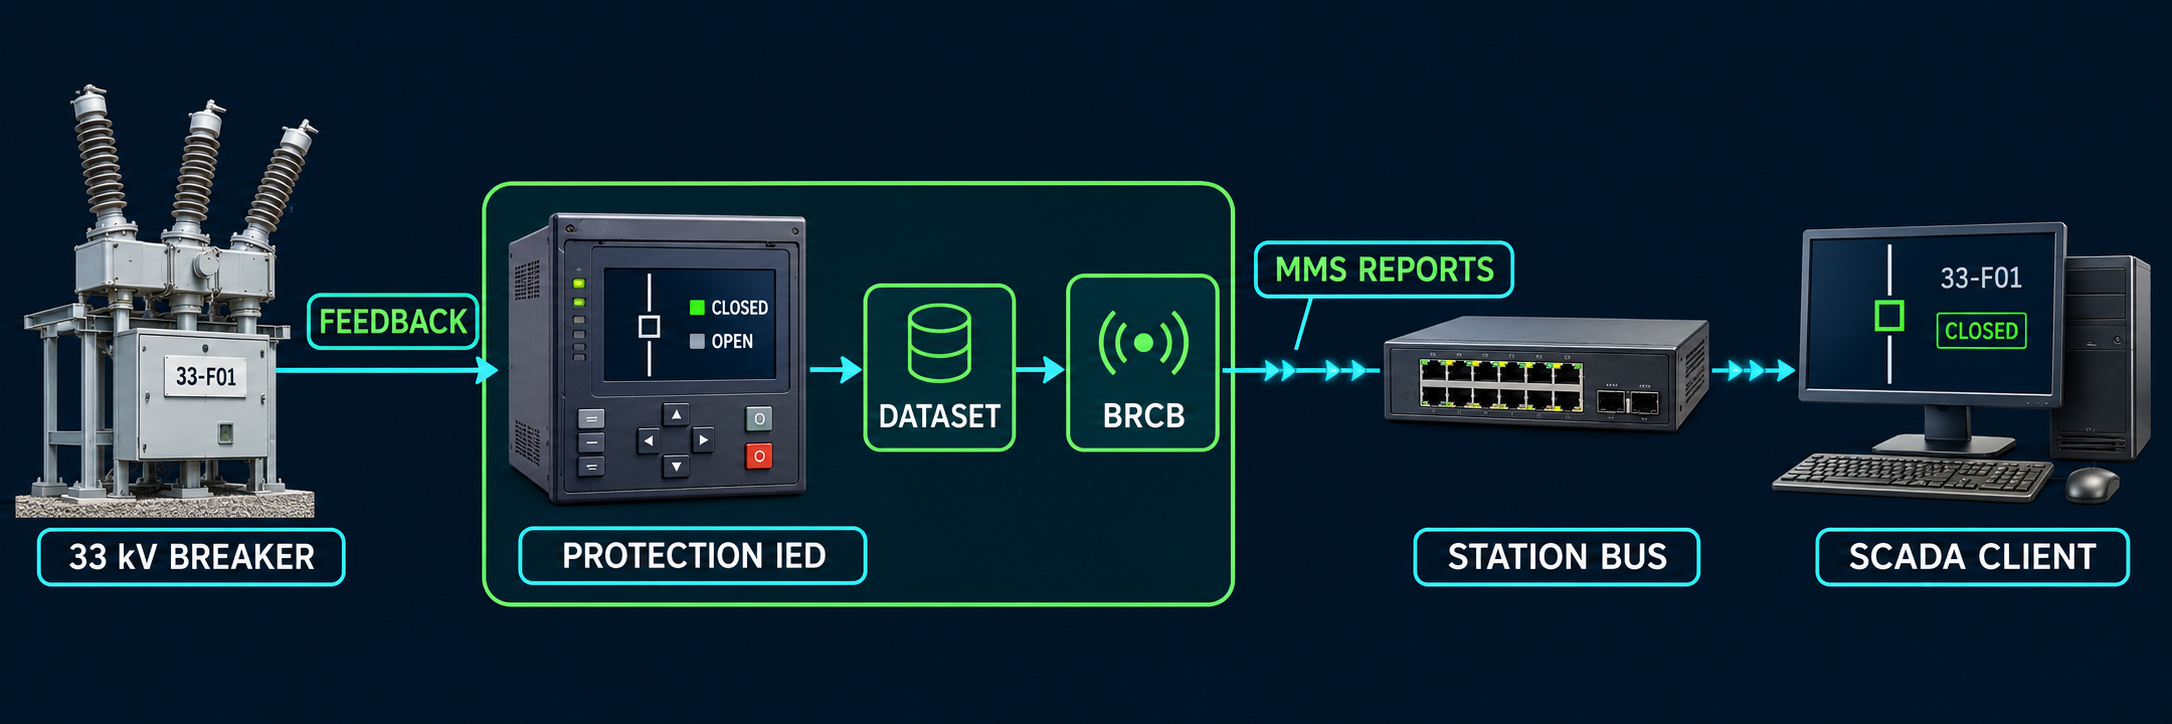 33-F01
33 kV BREAKER
FEEDBACK
CLOSED
OPEN
PROTECTION IED
DATASET
BRCB
MMS REPORTS
STATION BUS
33-F01
CLOSED
SCADA CLIENT